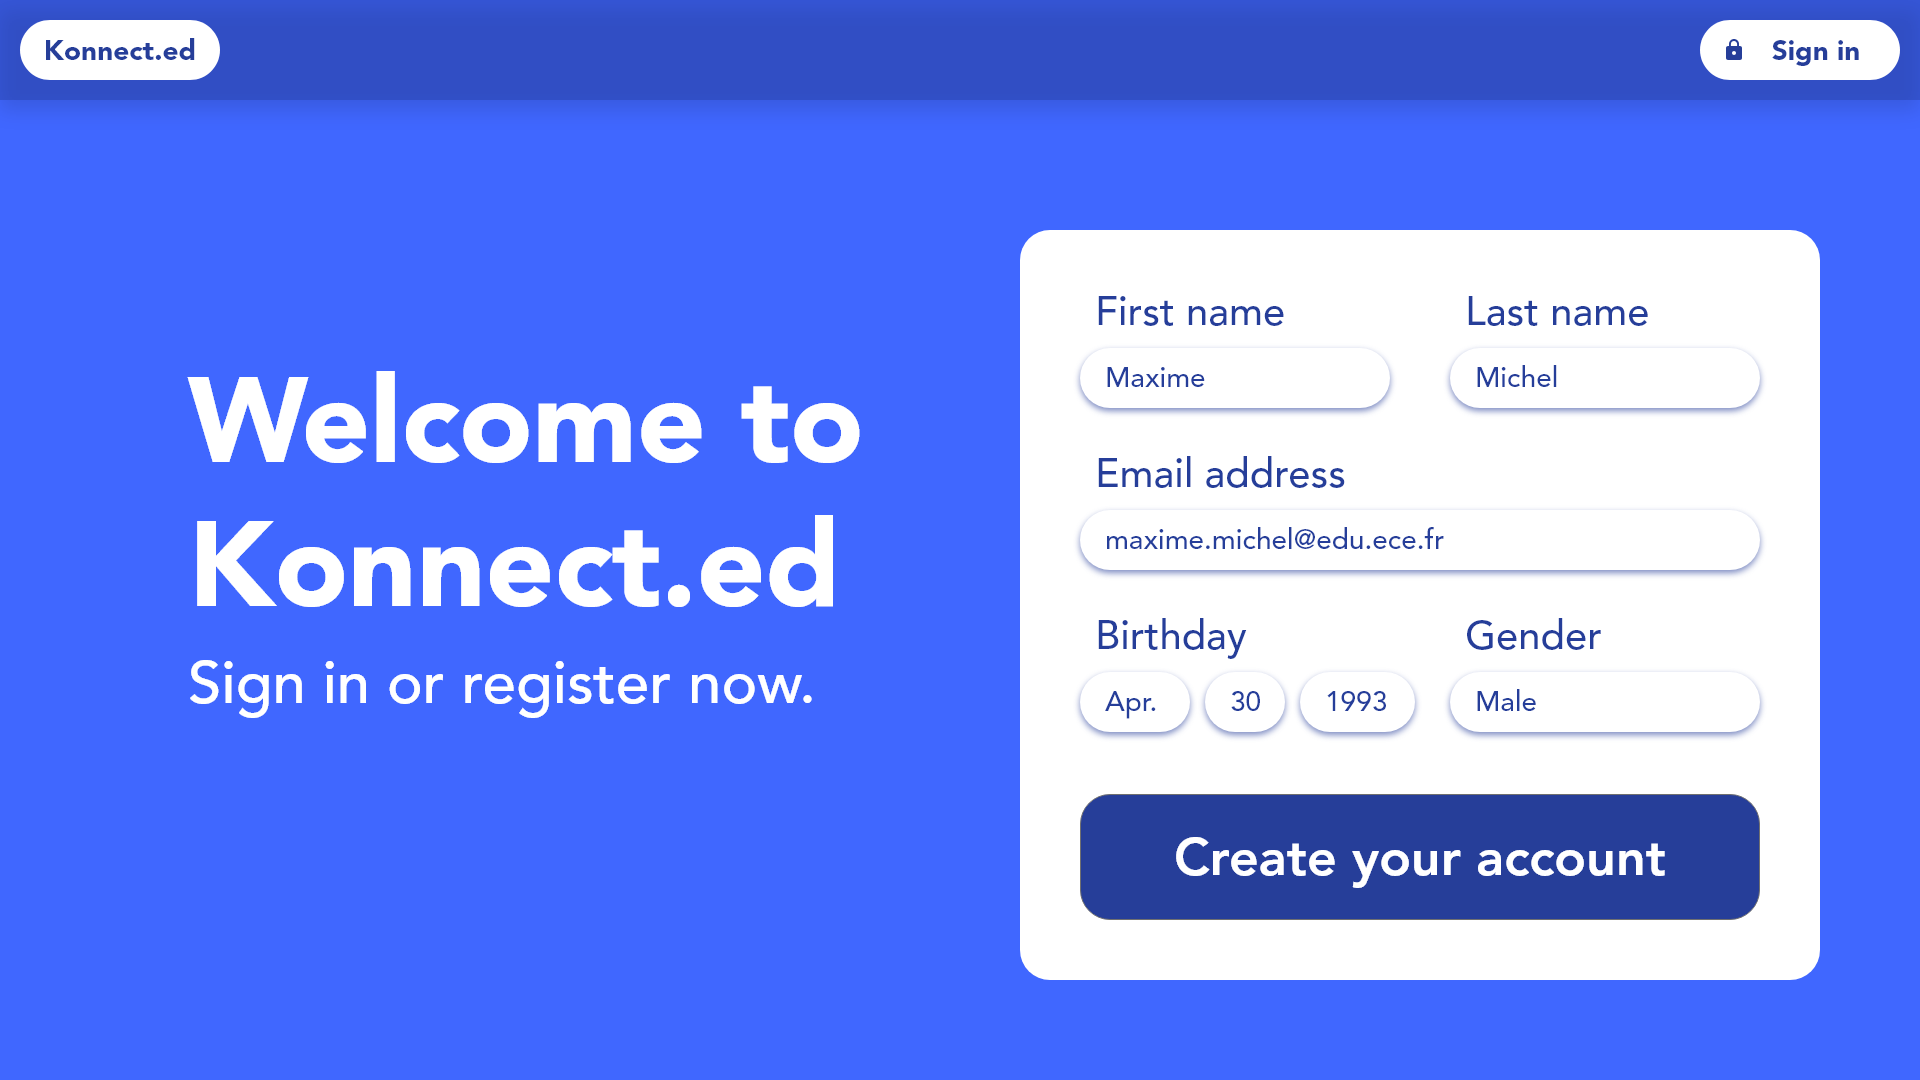 Konnect.ed
Sign in
Welcome to
Konnect.ed
Sign in or register now.
First name
Last name
Maxime
Michel
Email address
maxime.michel@edu.ece.fr
Birthday
Gender
Apr.
30
1993
Male
Create your account